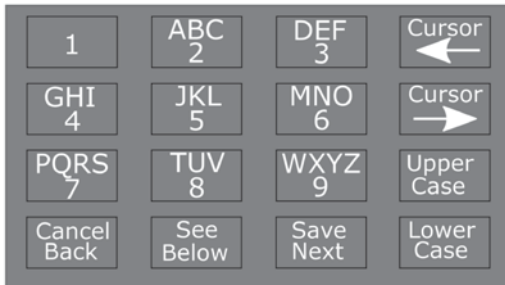 1
ABC
2
DEF
3
Cursor
GHI
4
JKL
5
MNO
6
Cursor
PQRS
7
TUV
8
WXYZ
9
Upper
Case
Cancel
Back
See
Below
Save
Next
Lower
Case